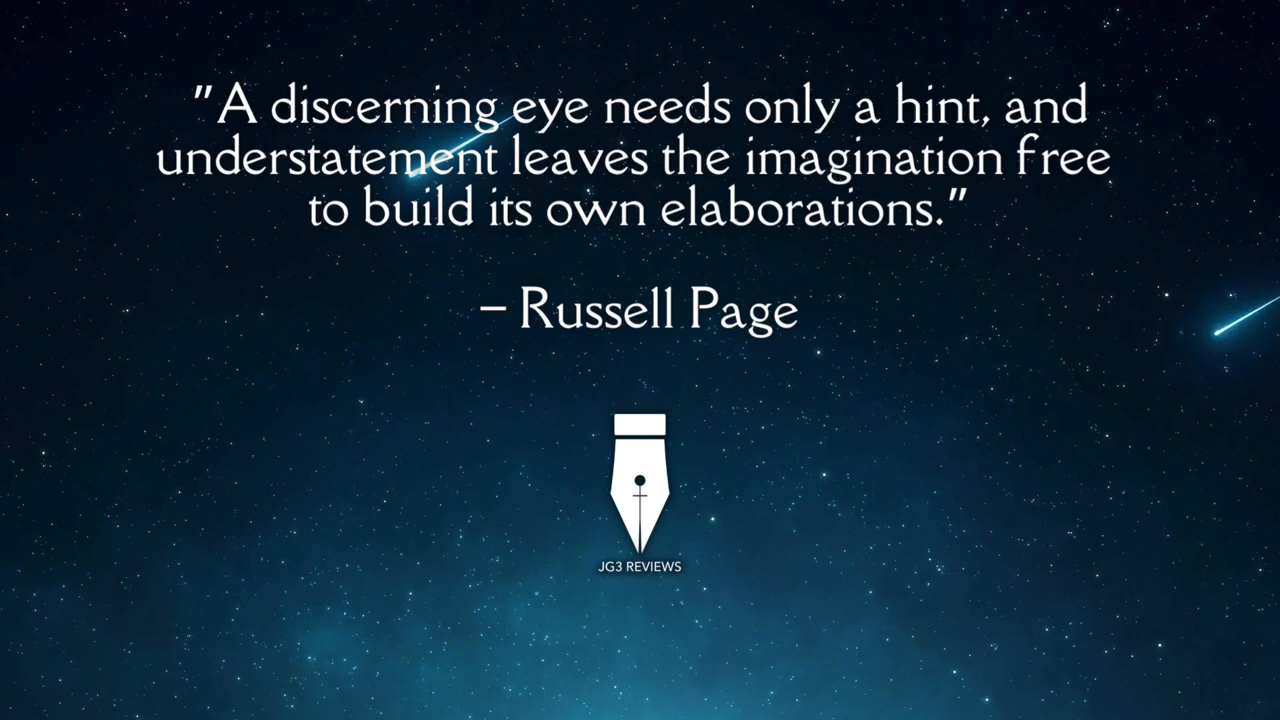 "A discerning eye needs only a hint, and
understatement leaves the imagination free
to build its own elaborations."
– Russell Page
JG3 REVIEWS